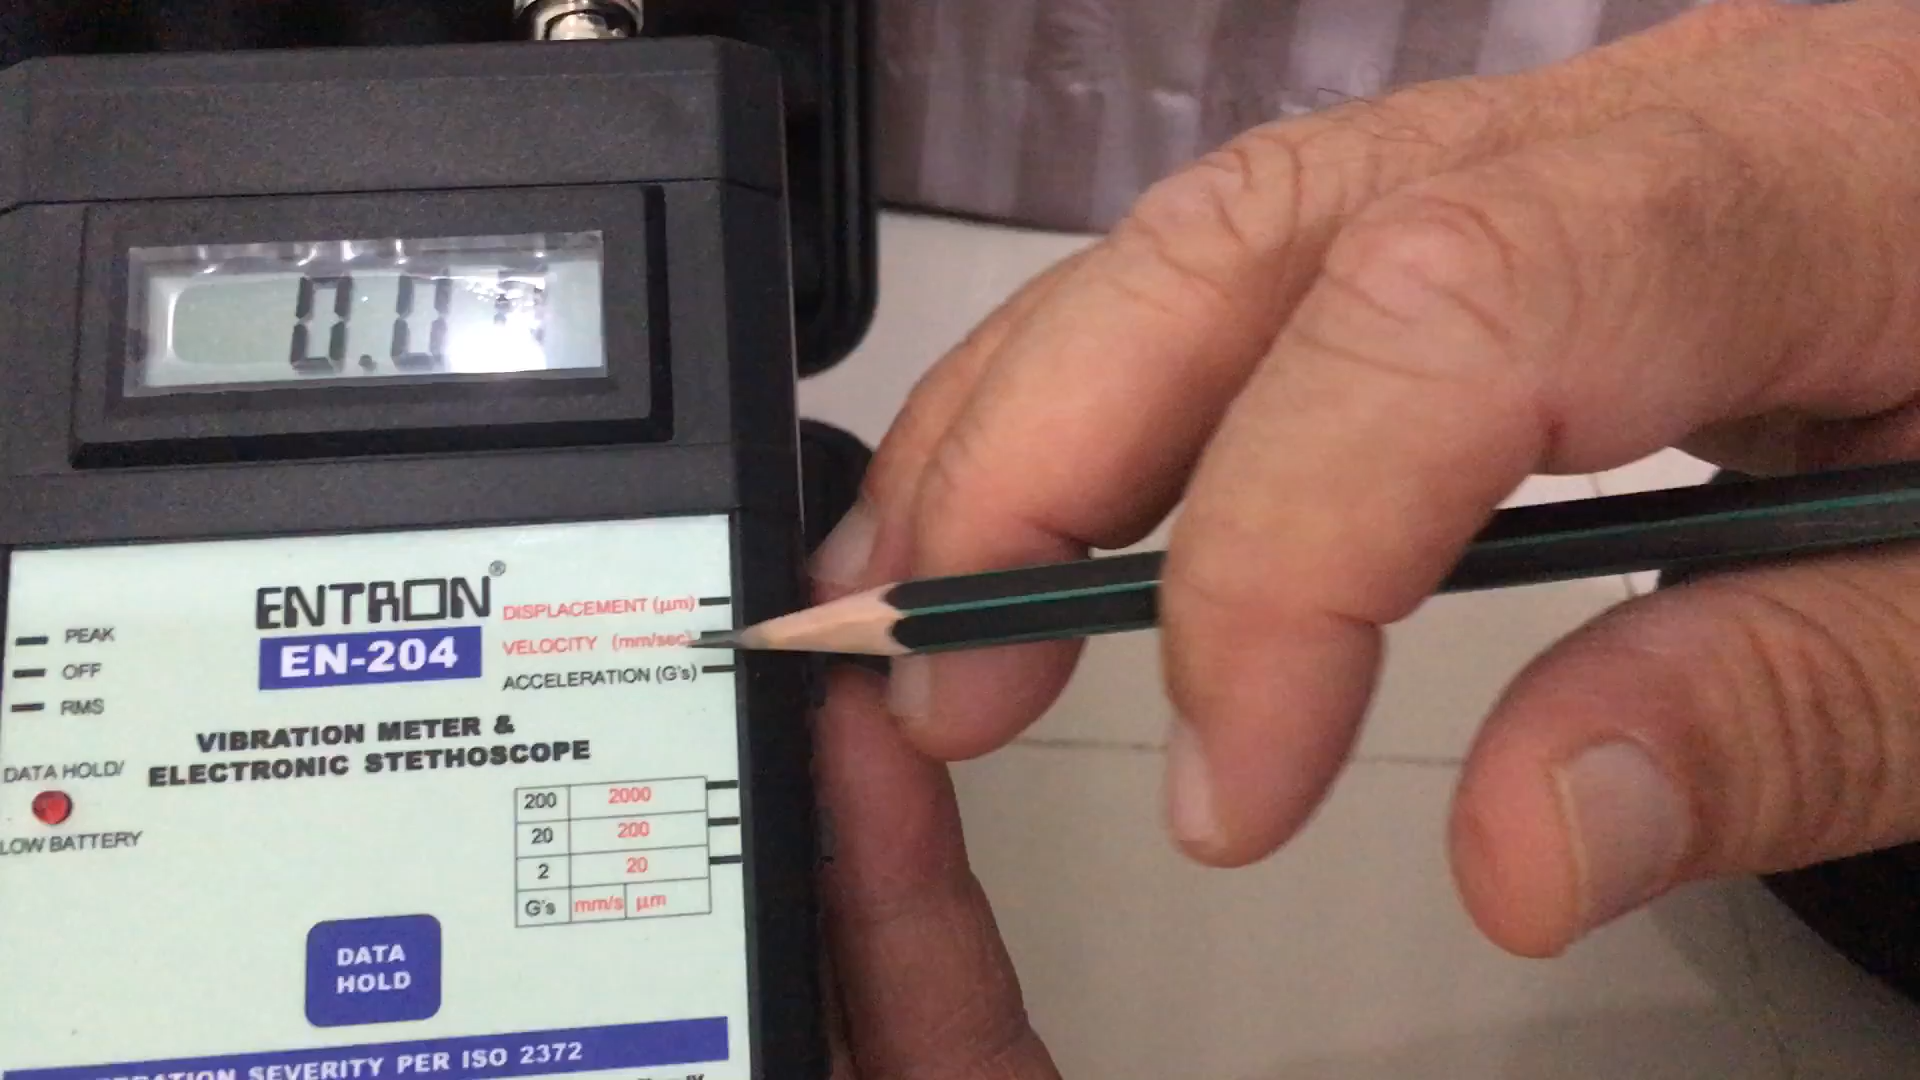 0.0
ENTRON®
EN-204
DISPLACEMENT (µm)
VELOCITY (mm/sec)
ACCELERATION (G's)
PEAK
OFF
RMS
VIBRATION METER &
ELECTRONIC STETHOSCOPE
DATA HOLD/
LOW BATTERY
200 2000
20 200
2 20
G's mm/s µm
DATA
HOLD
SEVERITY PER ISO 2372